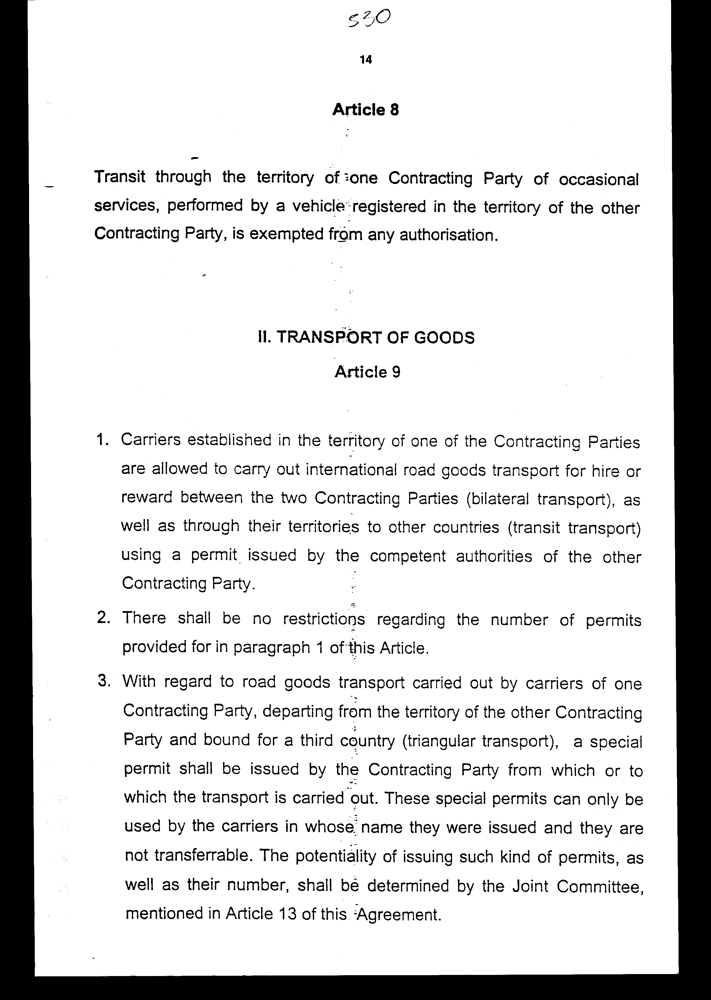 530
14
Article 8
Transit through the territory of one Contracting Party of occasional
services, performed by a vehicle registered in the territory of the other
Contracting Party, is exempted from any authorisation.
II. TRANSPORT OF GOODS
Article 9
1. Carriers established in the territory of one of the Contracting Parties
are allowed to carry out international road goods transport for hire or
reward between the two Contracting Parties (bilateral transport), as
well as through their territories to other countries (transit transport)
using a permit issued by the competent authorities of the other
Contracting Party.
2. There shall be no restrictions regarding the number of permits
provided for in paragraph 1 of this Article.
3. With regard to road goods transport carried out by carriers of one
Contracting Party, departing from the territory of the other Contracting
Party and bound for a third country (triangular transport), a special
permit shall be issued by the Contracting Party from which or to
which the transport is carried out. These special permits can only be
used by the carriers in whose name they were issued and they are
not transferrable. The potentiality of issuing such kind of permits, as
well as their number, shall be determined by the Joint Committee,
mentioned in Article 13 of this Agreement.